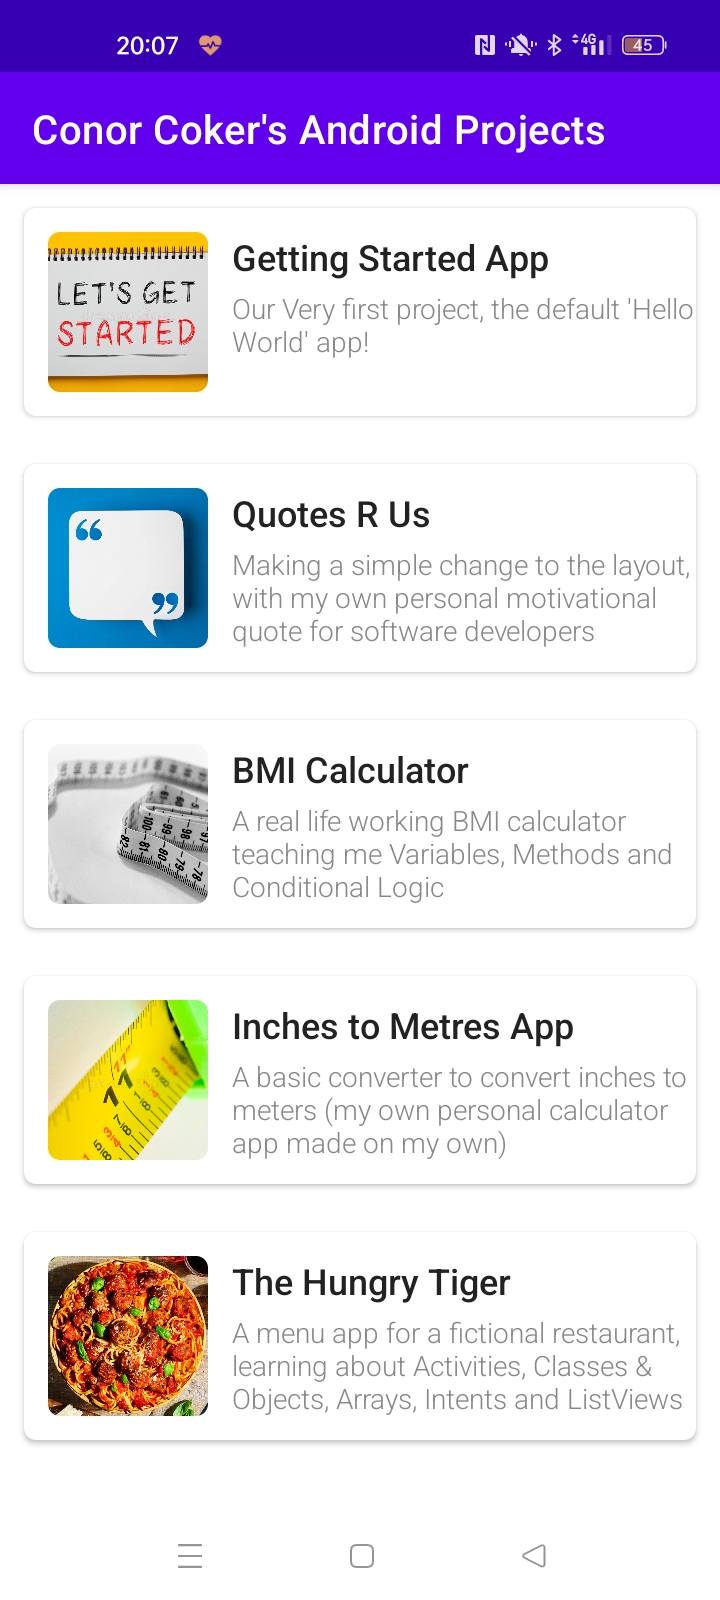 20:07
4G
45
Conor Coker's Android Projects
LET'S GET
STARTED
Getting Started App
Our Very first project, the default 'Hello
World' app!
“
”
Quotes R Us
Making a simple change to the layout,
with my own personal motivational
quote for software developers
BMI Calculator
A real life working BMI calculator
teaching me Variables, Methods and
Conditional Logic
Inches to Metres App
A basic converter to convert inches to
meters (my own personal calculator
app made on my own)
The Hungry Tiger
A menu app for a fictional restaurant,
learning about Activities, Classes &
Objects, Arrays, Intents and ListViews